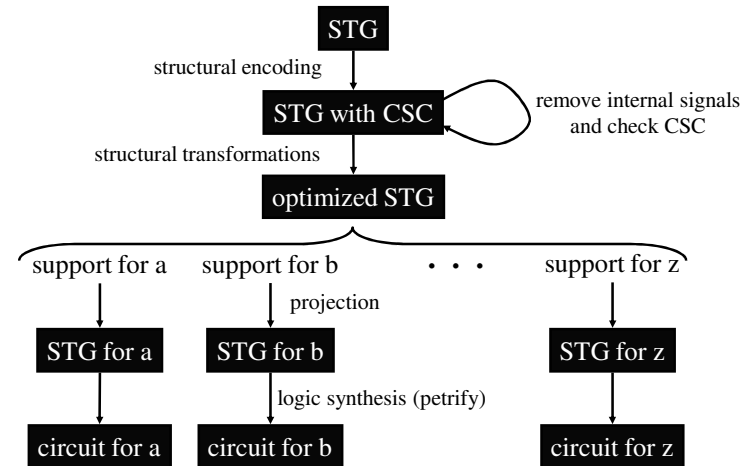 STG
structural encoding
STG with CSC
remove internal signals
and check CSC
structural transformations
optimized STG
support for a
support for b
· · ·
support for z
projection
STG for a
STG for b
STG for z
logic synthesis (petrify)
circuit for a
circuit for b
circuit for z